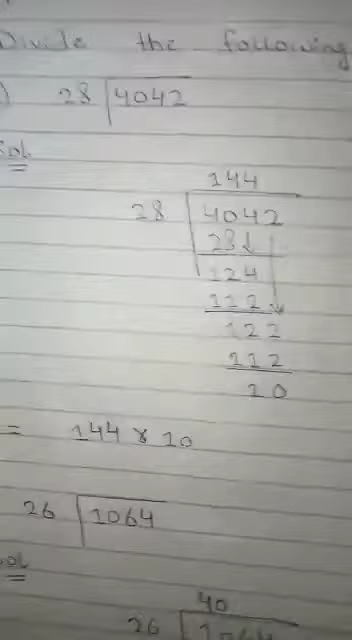 Divide the following
) 28 4042
Sol
144
28 4042
28
124
112
122
112
10
= 144 r 10
26 1064
Sol
40
26 1064